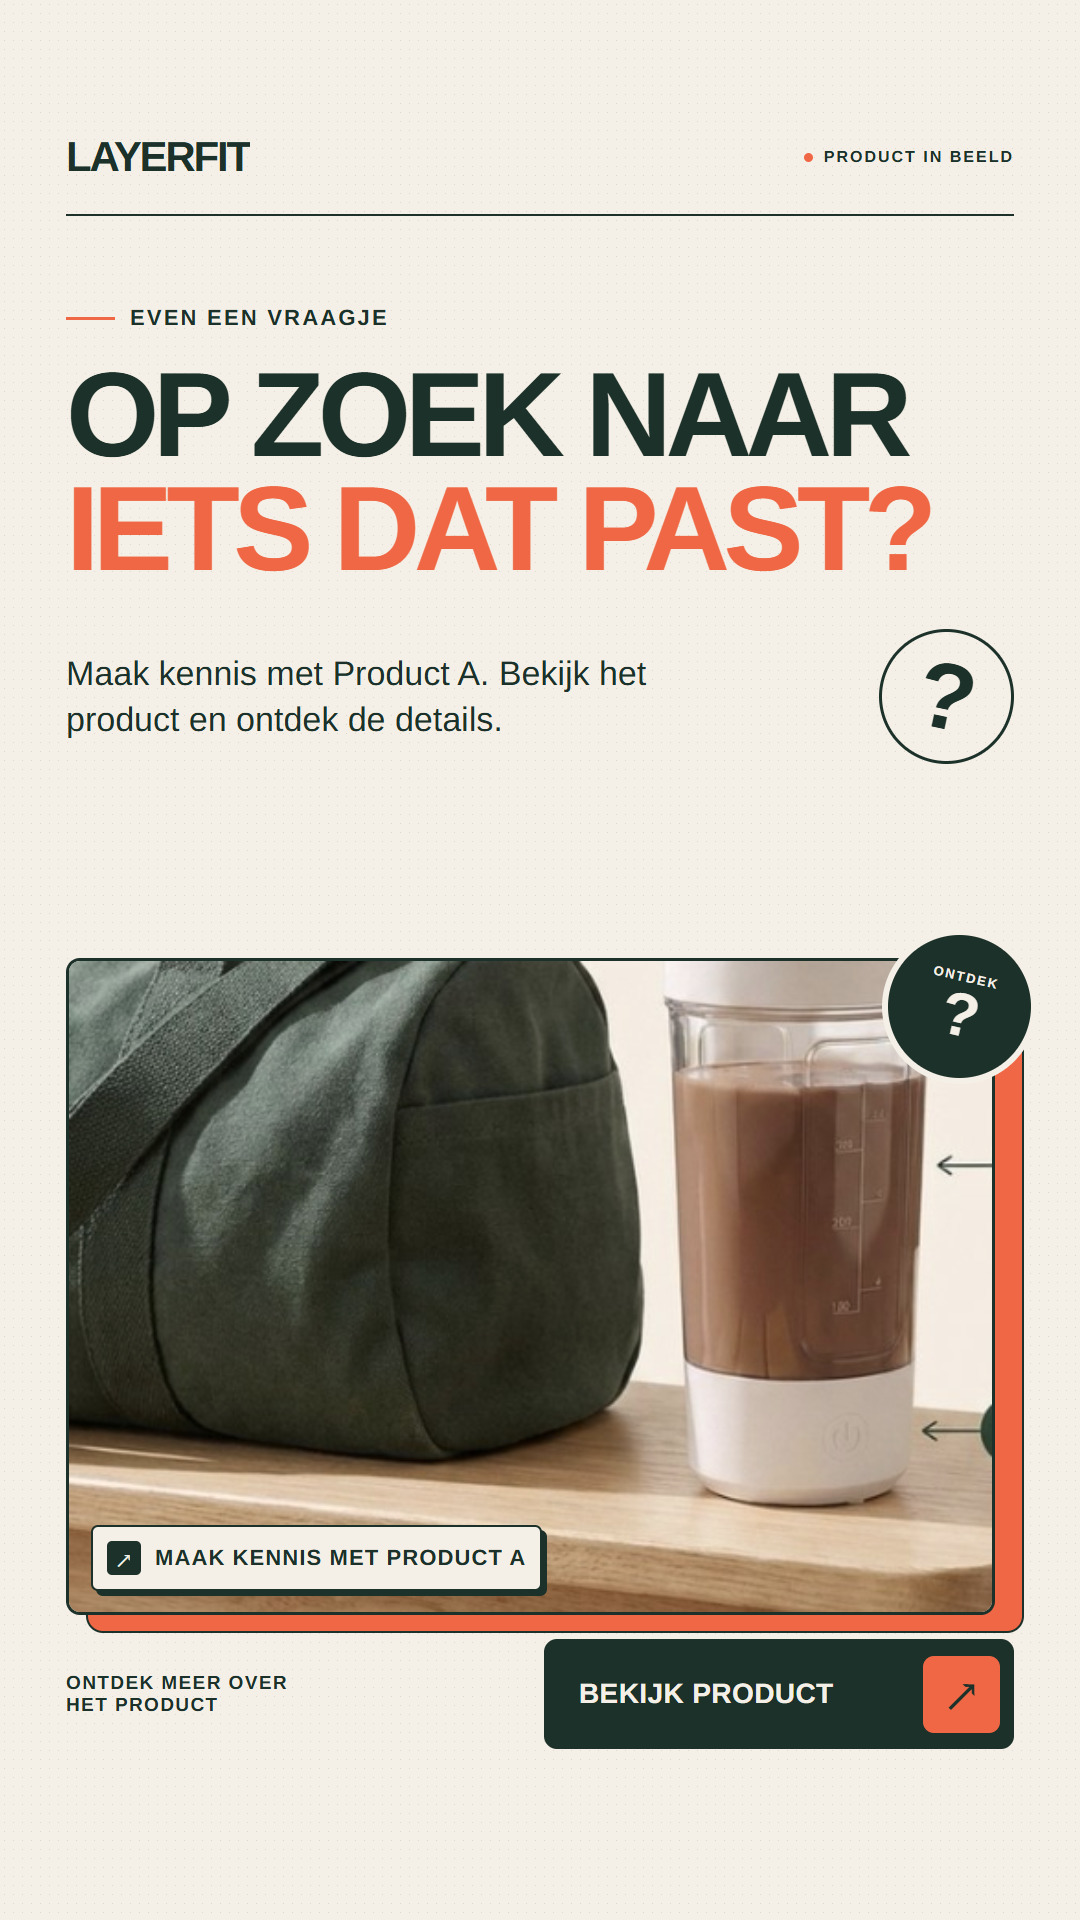 LAYERFIT
PRODUCT IN BEELD
EVEN EEN VRAAGJE
OP ZOEK NAAR
IETS DAT PAST?
Maak kennis met Product A. Bekijk het
product en ontdek de details.
?
ONTDEK
?
MAAK KENNIS MET PRODUCT A
ONTDEK MEER OVER
HET PRODUCT
BEKIJK PRODUCT